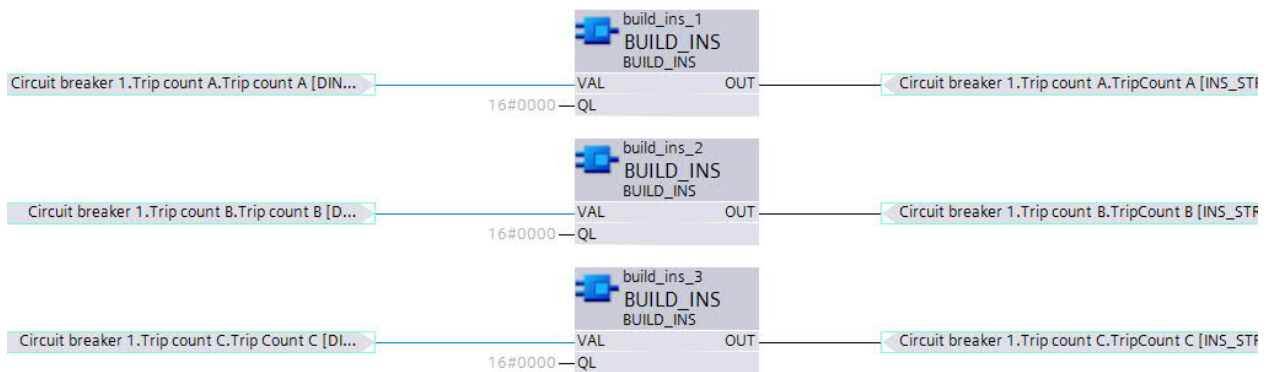 build_ins_1
BUILD_INS
BUILD_INS
Circuit breaker 1.Trip count A.Trip count A [DIN... VAL OUT Circuit breaker 1.Trip count A.TripCount A [INS_STR
16#0000 QL
build_ins_2
BUILD_INS
BUILD_INS
Circuit breaker 1.Trip count B.Trip count B [D... VAL OUT Circuit breaker 1.Trip count B.TripCount B [INS_STR
16#0000 QL
build_ins_3
BUILD_INS
BUILD_INS
Circuit breaker 1.Trip count C.Trip Count C [DI... VAL OUT Circuit breaker 1.Trip count C.TripCount C [INS_STR
16#0000 QL